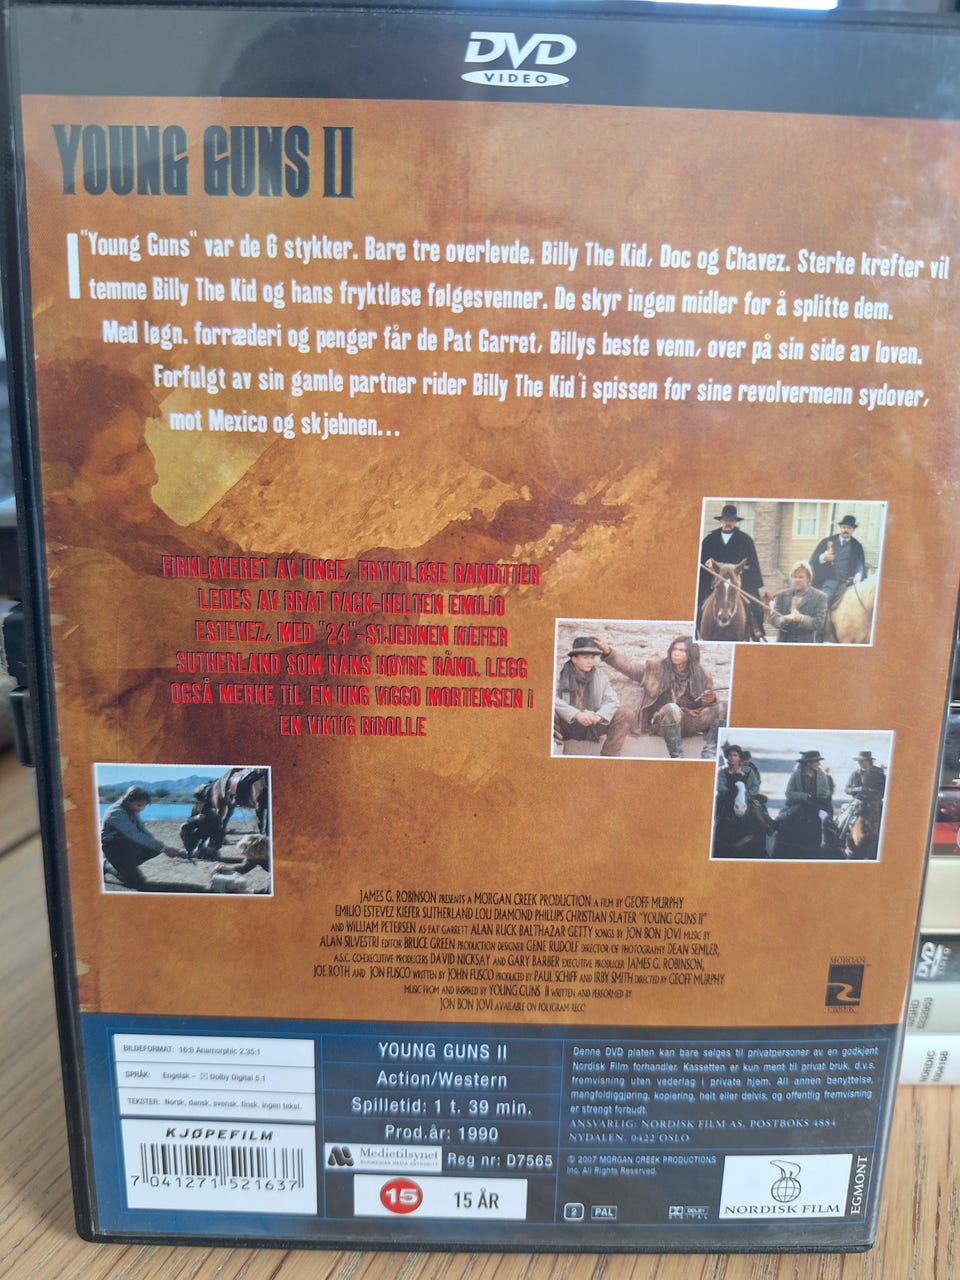 DVD
VIDEO
YOUNG GUNS II
"Young Guns" var de 6 stykker. Bare tre overlevde. Billy The Kid, Doc og Chavez. Sterke krefter vil
temme Billy The Kid og hans fryktløse følgesvenner. De skyr ingen midler for å splitte dem.
Med løgn. forræderi og penger får de Pat Garret, Billys beste venn, over på sin side av loven.
Forfulgt av sin gamle partner rider Billy The Kid i spissen for sine revolvermenn sydover,
mot Mexico og skjebnen...
FIRKLØVERET AV UNGE, FRYKTLØSE BANDITTER
LEDES AV BRAT PACK-HELTEN EMILIO
ESTEVEZ, MED "24"-STJERNEN KIEFER
SUTHERLAND SOM HANS HØYRE HÅND. LEGG
OGSÅ MERKE TIL EN UNG VIGGO MORTENSEN I
EN VIKTIG BIROLLE
JAMES G. ROBINSON PRESENTS A MORGAN CREEK PRODUCTION A FILM BY GEOFF MURPHY
EMILIO ESTEVEZ KIEFER SUTHERLAND LOU DIAMOND PHILLIPS CHRISTIAN SLATER "YOUNG GUNS II"
AND WILLIAM PETERSEN AS PAT GARRETT ALAN RUCK BALTHAZAR GETTY SONGS BY JON BON JOVI MUSIC BY
ALAN SILVESTRI EDITOR BRUCE GREEN PRODUCTION DESIGNER GENE RUDOLF DIRECTOR OF PHOTOGRAPHY DEAN SEMLER,
A.S.C. CO-EXECUTIVE PRODUCERS DAVID NICKSAY AND GARY BARBER EXECUTIVE PRODUCER JAMES G. ROBINSON,
JOE ROTH AND JON FUSCO WRITTEN BY JOHN FUSCO PRODUCED BY PAUL SCHIFF AND IRBY SMITH DIRECTED BY GEOFF MURPHY
MUSIC FROM AND INSPIRED BY YOUNG GUNS II WRITTEN AND PERFORMED BY
JON BON JOVI AVAILABLE ON POLYGRAM
MORGAN
CREEK
BILDEFORMAT: 16:9 Anamorphic 2.35:1
SPRÅK: Engelsk - Dolby Digital 5.1
TEKSTER: Norsk, dansk, svensk, finsk, ingen tekst.
KJØPEFILM
7 041271 521637
YOUNG GUNS II
Action/Western
Spilletid: 1 t. 39 min.
Prod.år: 1990
Medietilsynet
NORWEGIAN MEDIA AUTHORITY
Reg nr: D7565
15
15 ÅR
Denne DVD platen kan bare selges til privatpersoner av en godkjent
Nordisk Film forhandler. Kassetten er kun ment til privat bruk, d.v.s.
fremvisning uten vederlag i private hjem. All annen benyttelse,
mangfoldiggjøring, kopiering, helt eller delvis, og offentlig fremvisning
er strengt forbudt.
ANSVARLIG: NORDISK FILM AS, POSTBOKS 4884
NYDALEN, 0422 OSLO
© 2007 MORGAN CREEK PRODUCTIONS
Inc. All Rights Reserved.
2
PAL
DOLBY
DIGITAL
NORDISK FILM
EGMONT
DVD
NORDIC